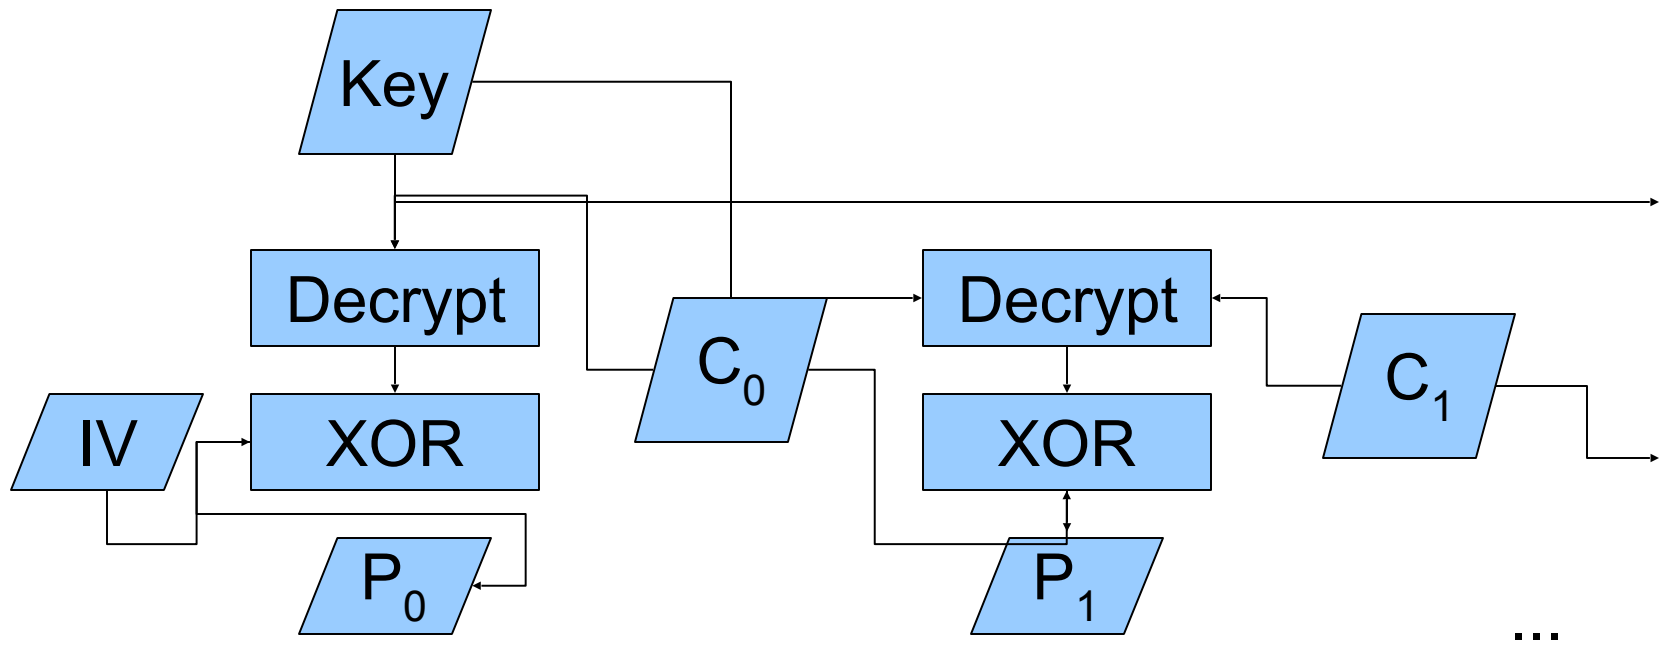 Key
Decrypt
Decrypt
C0
C1
IV
XOR
XOR
P0
P1
...